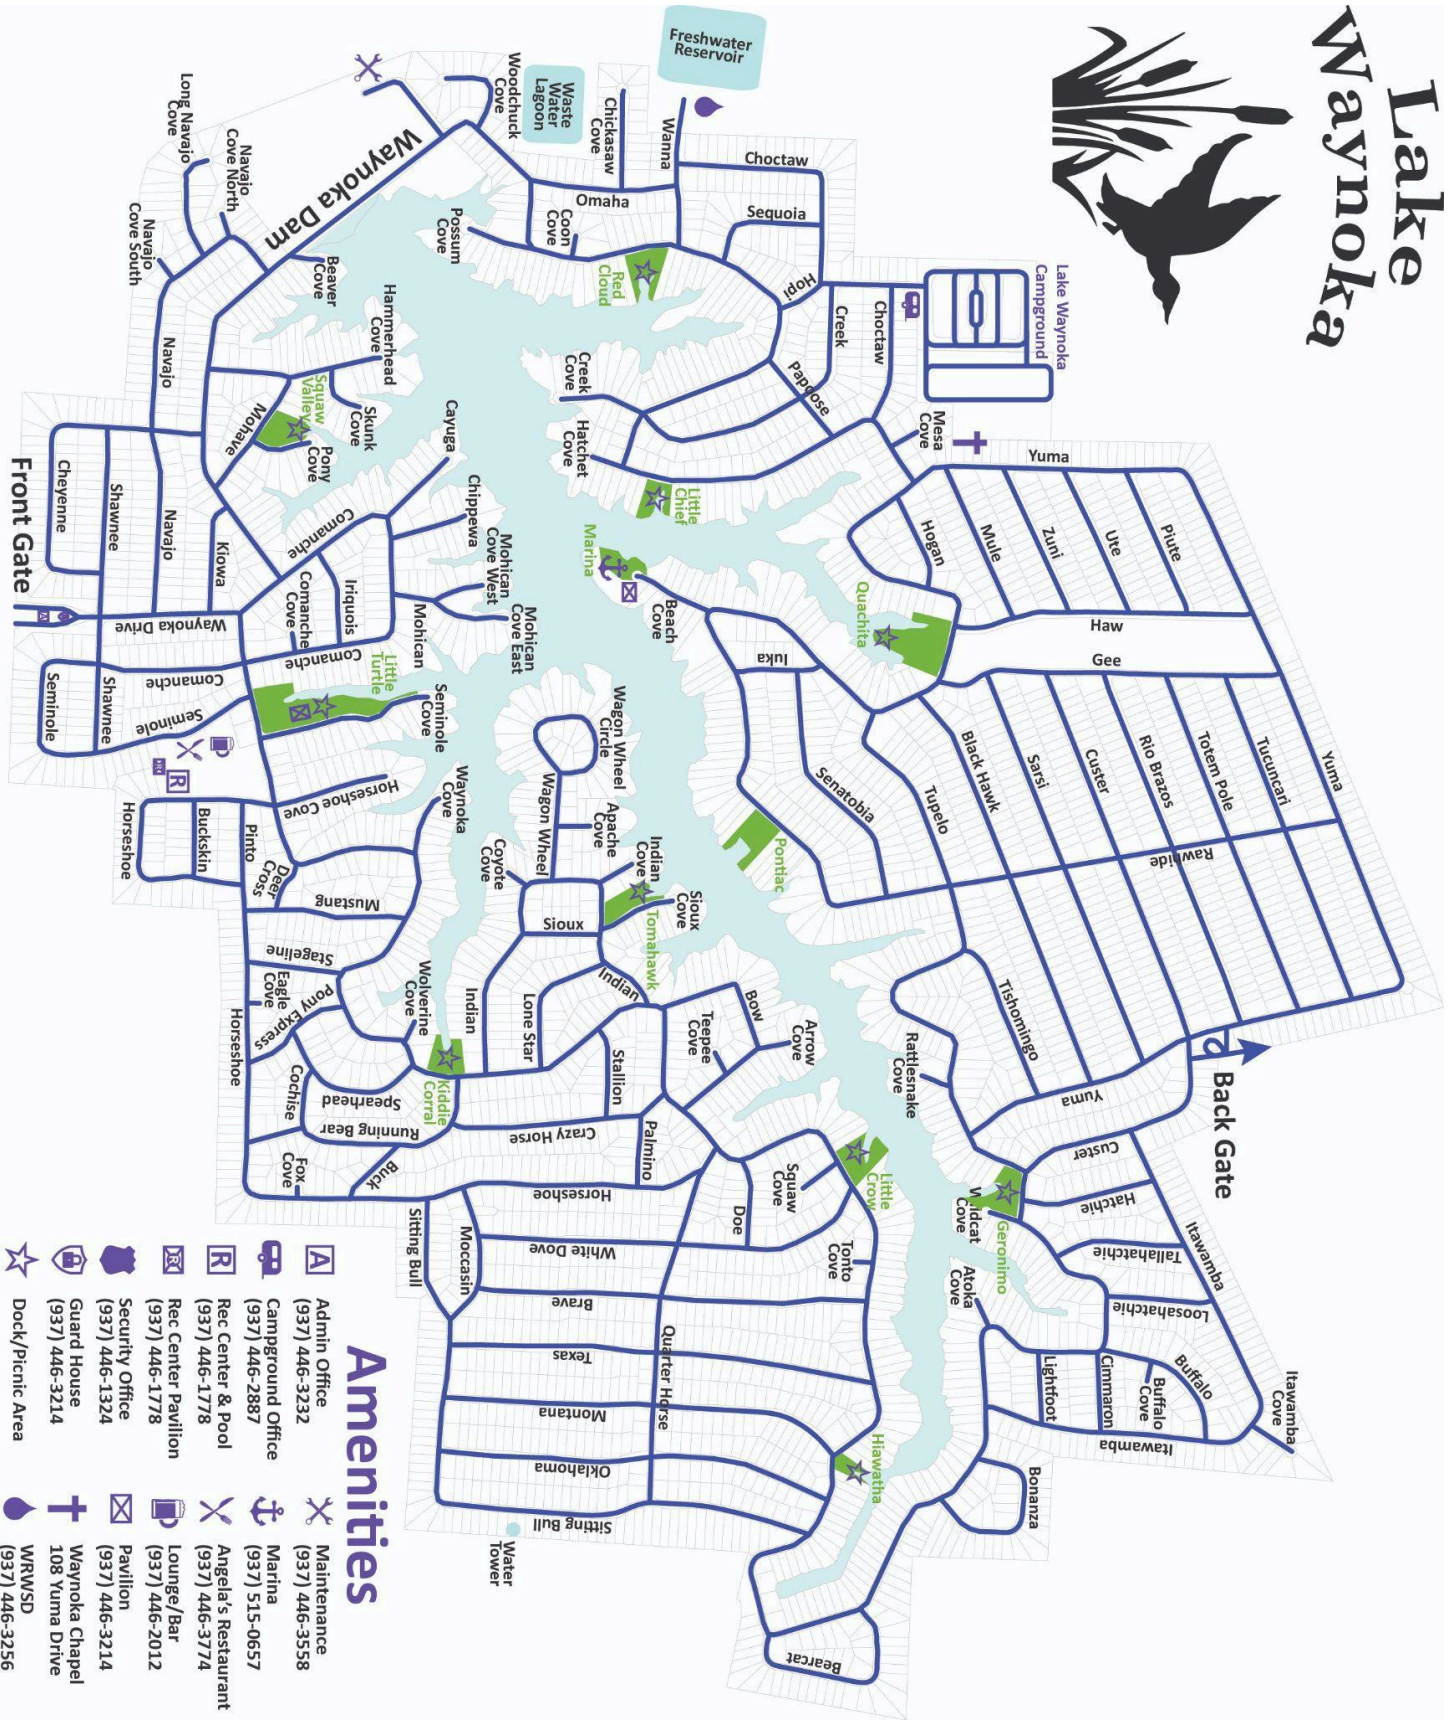 Lake
Waynoka
Freshwater
Reservoir
Waste
Water
Lagoon
Woodchuck
Cove
Chickasaw
Cove
Wanna
Choctaw
Omaha
Sequoia
Coon
Cove
Possum
Cove
Red
Cloud
Hopi
Lake Waynoka
Campground
Creek
Choctaw
Papoose
Mesa
Cove
Creek
Cove
Hatchet
Cove
Little
Chief
Marina
Beach
Cove
Waynoka Dam
Long Navajo
Cove
Navajo
Cove North
Navajo
Cove South
Beaver
Cove
Hammerhead
Cove
Navajo
Squaw
Valley
Skunk
Cove
Mohave
Pony
Cove
Cayuga
Chippewa
Mohican
Cove West
Mohican
Cove East
Mohican
Comanche
Iriquois
Comanche
Cove
Kiowa
Navajo
Shawnee
Cheyenne
Front Gate
Waynoka Drive
Comanche
Comanche
Little
Turtle
Seminole
Cove
Seminole
Shawnee
Seminole
Yuma
Hogan
Mule
Zuni
Ute
Piute
Quachita
Haw
Gee
Iuka
Senatobia
Tupelo
Black Hawk
Sarsi
Custer
Rio Brazos
Totem Pole
Tucuncari
Yuma
Rawhide
Pontiac
Wagon Wheel
Circle
Wagon Wheel
Apache
Cove
Indian
Cove
Sioux
Cove
Tomahawk
Coyote
Cove
Sioux
Waynoka
Cove
Horseshoe Cove
Horseshoe
Buckskin
Pinto
Deer
Cross
Mustang
Stageline
Eagle
Cove
Pony Express
Wolverine
Cove
Indian
Lone Star
Indian
Stallion
Teepee
Cove
Bow
Arrow
Cove
Rattlesnake
Cove
Tishomingo
Yuma
Back Gate
Horseshoe
Cochise
Spearhead
Running Bear
Kiddie
Corral
Crazy Horse
Palmino
Fox
Cove
Buck
Horseshoe
Squaw
Cove
Doe
Little
Crow
Wildcat
Cove
Geronimo
Custer
Hatchie
Tallahatchie
Loosahatchie
Itawamba
Atoka
Cove
Tonto
Cove
Sitting Bull
Moccasin
White Dove
Brave
Texas
Quarter Horse
Montana
Oklahoma
Sitting Bull
Water
Tower
Hiawatha
Lightfoot
Cimmaron
Buffalo
Buffalo
Cove
Itawamba
Itawamba
Cove
Bonanza
Bearcat
Amenities
A
Admin Office
(937) 446-3232
Campground Office
(937) 446-2887
R
Rec Center & Pool
(937) 446-1778
Rec Center Pavilion
(937) 446-1778
Security Office
(937) 446-1324
Guard House
(937) 446-3214
Dock/Picnic Area
Maintenance
(937) 446-3558
Marina
(937) 515-0657
Angela's Restaurant
(937) 446-3774
Lounge/Bar
(937) 446-2012
Pavilion
(937) 446-3214
Waynoka Chapel
108 Yuma Drive
WRWSD
(937) 446-3256